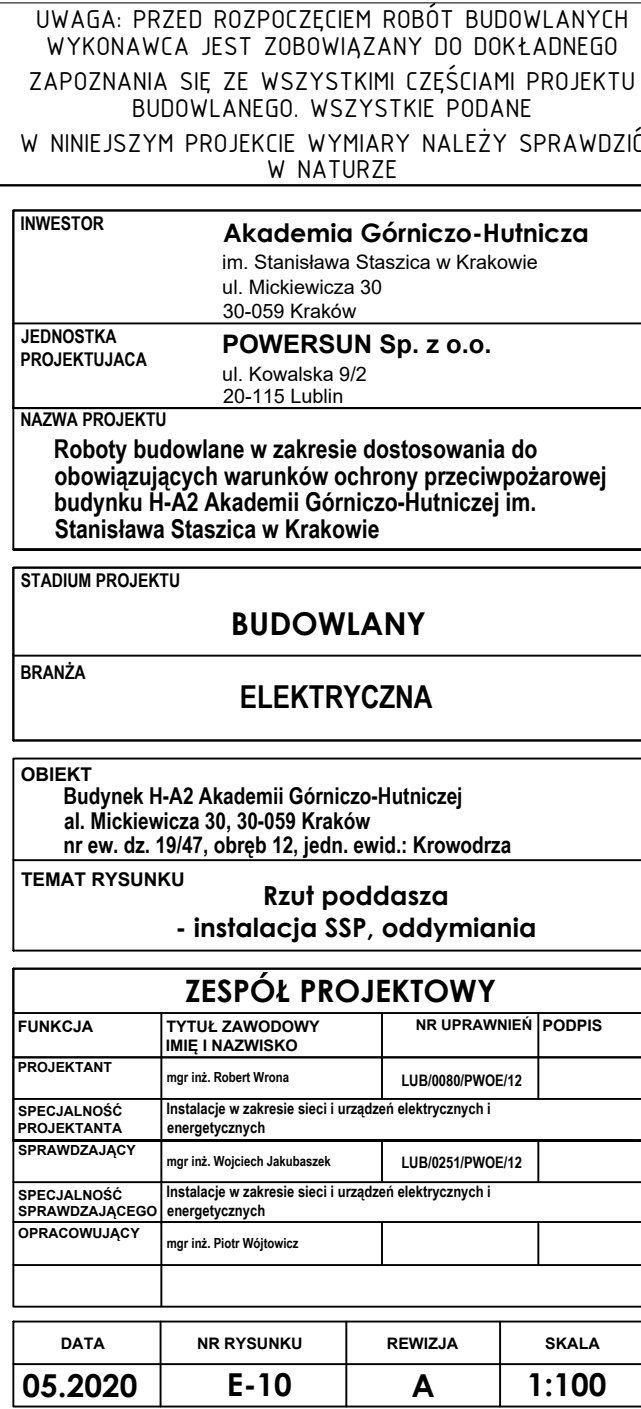 UWAGA: PRZED ROZPOCZĘCIEM ROBÓT BUDOWLANYCH
WYKONAWCA JEST ZOBOWIĄZANY DO DOKŁADNEGO
ZAPOZNANIA SIĘ ZE WSZYSTKIMI CZĘŚCIAMI PROJEKTU
BUDOWLANEGO. WSZYSTKIE PODANE
W NINIEJSZYM PROJEKCIE WYMIARY NALEŻY SPRAWDZIĆ
W NATURZE
INWESTOR
Akademia Górniczo-Hutnicza
im. Stanisława Staszica w Krakowie
ul. Mickiewicza 30
30-059 Kraków
JEDNOSTKA
PROJEKTUJACA
POWERSUN Sp. z o.o.
ul. Kowalska 9/2
20-115 Lublin
NAZWA PROJEKTU
Roboty budowlane w zakresie dostosowania do
obowiązujących warunków ochrony przeciwpożarowej
budynku H-A2 Akademii Górniczo-Hutniczej im.
Stanisława Staszica w Krakowie
STADIUM PROJEKTU
BUDOWLANY
BRANŻA
ELEKTRYCZNA
OBIEKT
Budynek H-A2 Akademii Górniczo-Hutniczej
al. Mickiewicza 30, 30-059 Kraków
nr ew. dz. 19/47, obręb 12, jedn. ewid.: Krowodrza
TEMAT RYSUNKU
Rzut poddasza
- instalacja SSP, oddymiania
ZESPÓŁ PROJEKTOWY
FUNKCJA TYTUŁ ZAWODOWY NR UPRAWNIEŃ PODPIS
IMIĘ I NAZWISKO
PROJEKTANT mgr inż. Robert Wrona LUB/0080/PWOE/12
SPECJALNOŚĆ Instalacje w zakresie sieci i urządzeń elektrycznych i
PROJEKTANTA energetycznych
SPRAWDZAJĄCY mgr inż. Wojciech Jakubaszek LUB/0251/PWOE/12
SPECJALNOŚĆ Instalacje w zakresie sieci i urządzeń elektrycznych i
SPRAWDZAJĄCEGO energetycznych
OPRACOWUJĄCY mgr inż. Piotr Wójtowicz
DATA NR RYSUNKU REWIZJA SKALA
05.2020 E-10 A 1:100